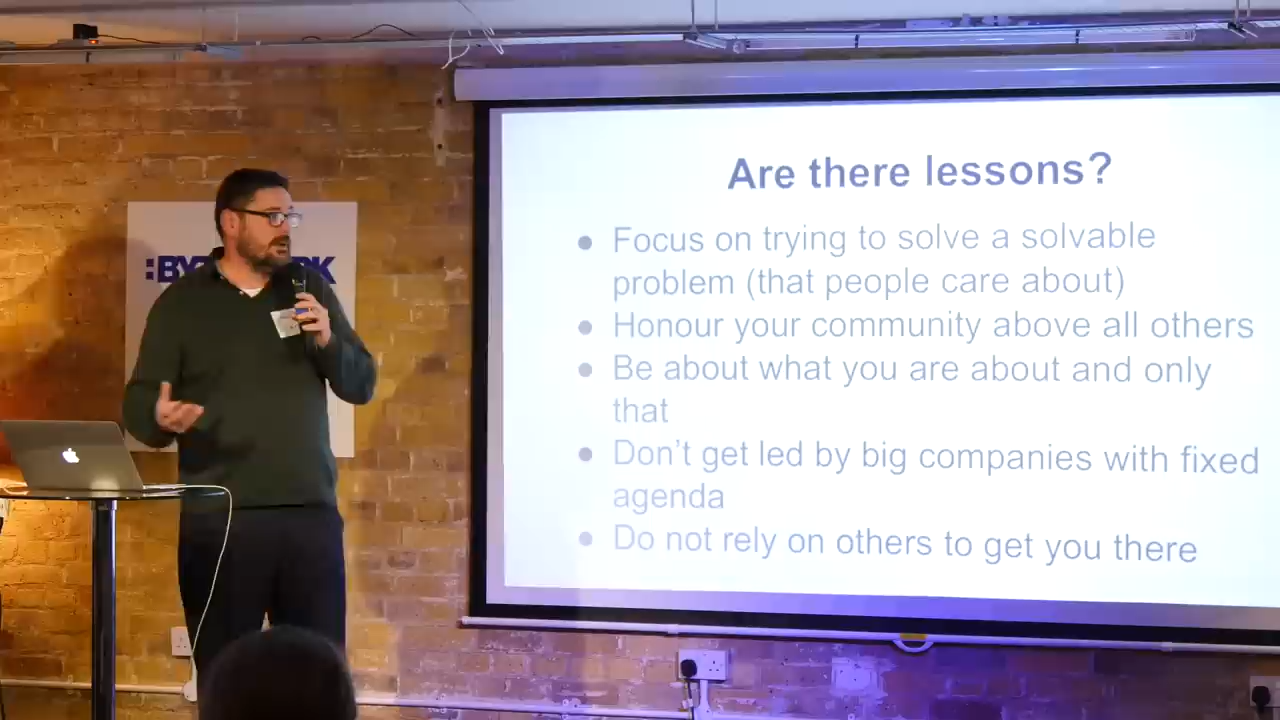 Are there lessons?
● Focus on trying to solve a solvable
problem (that people care about)
● Honour your community above all others
● Be about what you are about and only
that
● Don't get led by big companies with fixed
agenda
● Do not rely on others to get you there